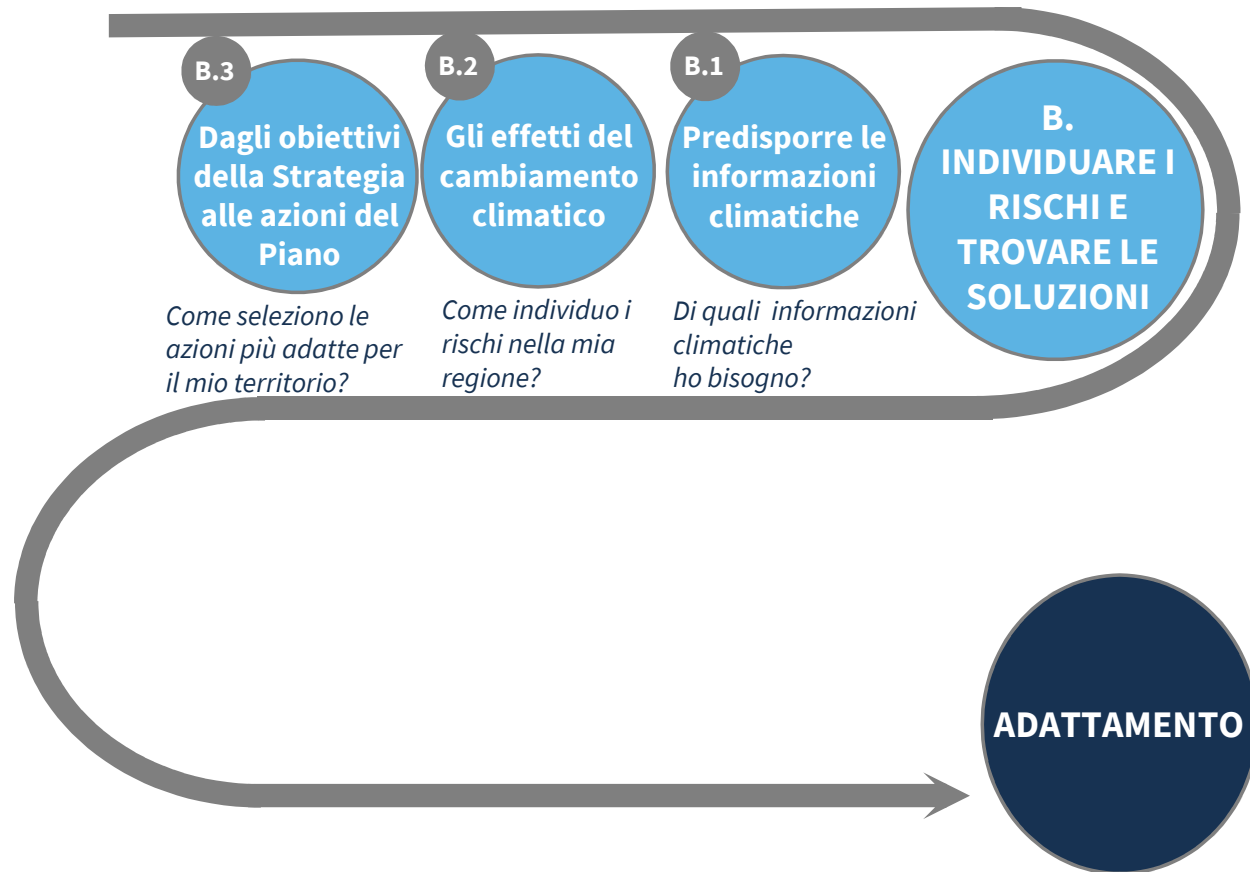 B.3
Dagli obiettivi
della Strategia
alle azioni del
Piano
Come seleziono le
azioni più adatte per
il mio territorio?
B.2
Gli effetti del
cambiamento
climatico
Come individuo i
rischi nella mia
regione?
B.1
Predisporre le
informazioni
climatiche
Di quali informazioni
climatiche
ho bisogno?
B.
INDIVIDUARE I
RISCHI E
TROVARE LE
SOLUZIONI
ADATTAMENTO